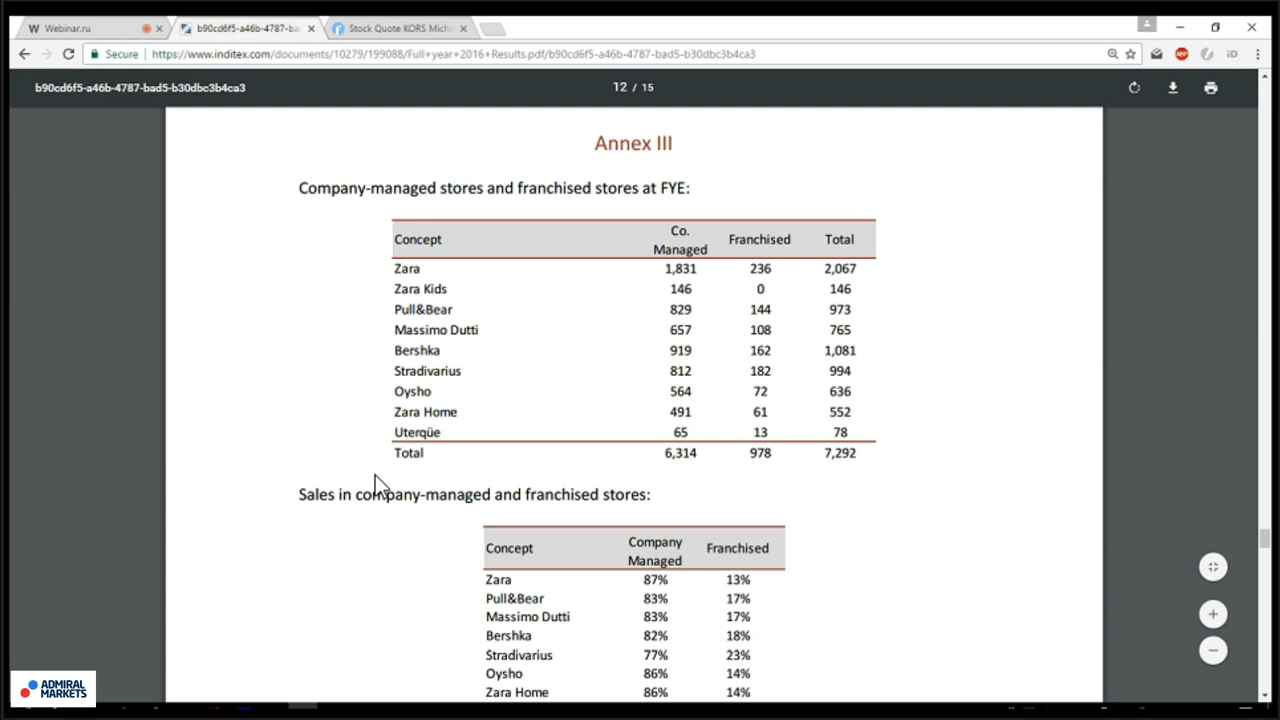 Webinar.ru
b90cd6f5-a46b-4787-ba
Stock Quote KORS Mich
Secure
https://www.inditex.com/documents/10279/199088/Full+year+2016+Results.pdf/b90cd6f5-a46b-4787-bad5-b30dbc3b4ca3
b90cd6f5-a46b-4787-bad5-b30dbc3b4ca3 12 / 15
Annex III
Company-managed stores and franchised stores at FYE:
Concept Co. Managed Franchised Total
Zara 1,831 236 2,067
Zara Kids 146 0 146
Pull&Bear 829 144 973
Massimo Dutti 657 108 765
Bershka 919 162 1,081
Stradivarius 812 182 994
Oysho 564 72 636
Zara Home 491 61 552
Uterqüe 65 13 78
Total 6,314 978 7,292
Sales in company-managed and franchised stores:
Concept Company Managed Franchised
Zara 87% 13%
Pull&Bear 83% 17%
Massimo Dutti 83% 17%
Bershka 82% 18%
Stradivarius 77% 23%
Oysho 86% 14%
Zara Home 86% 14%
ADMIRAL
MARKETS